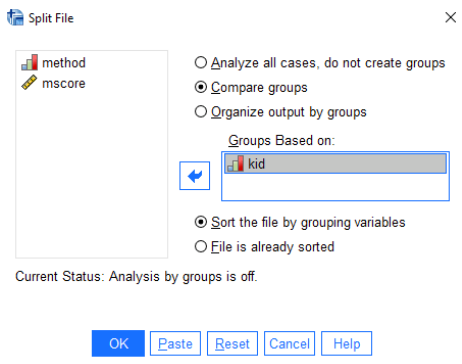 Split File
method
mscore
Analyze all cases, do not create groups
Compare groups
Organize output by groups
Groups Based on:
kid
Sort the file by grouping variables
File is already sorted
Current Status: Analysis by groups is off.
OK Paste Reset Cancel Help